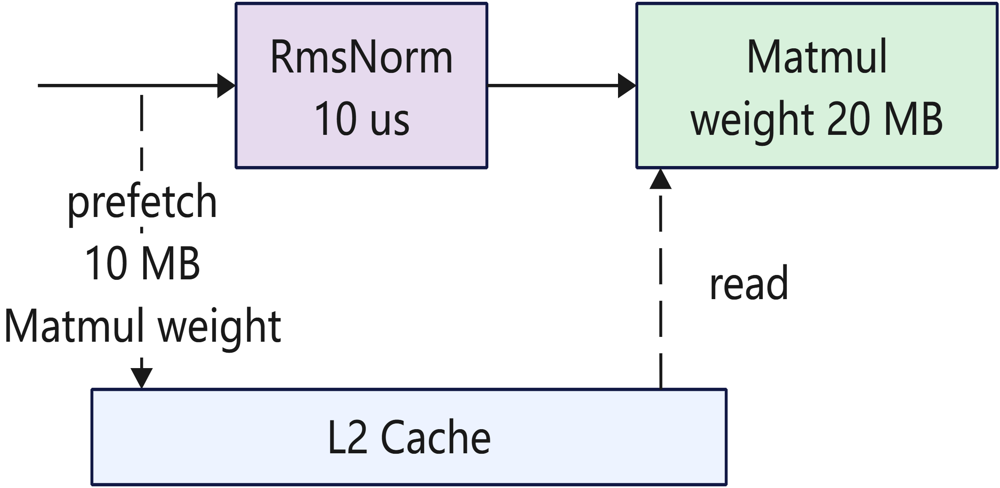 RmsNorm
10 us
Matmul
weight 20 MB
prefetch
10 MB
Matmul weight
read
L2 Cache